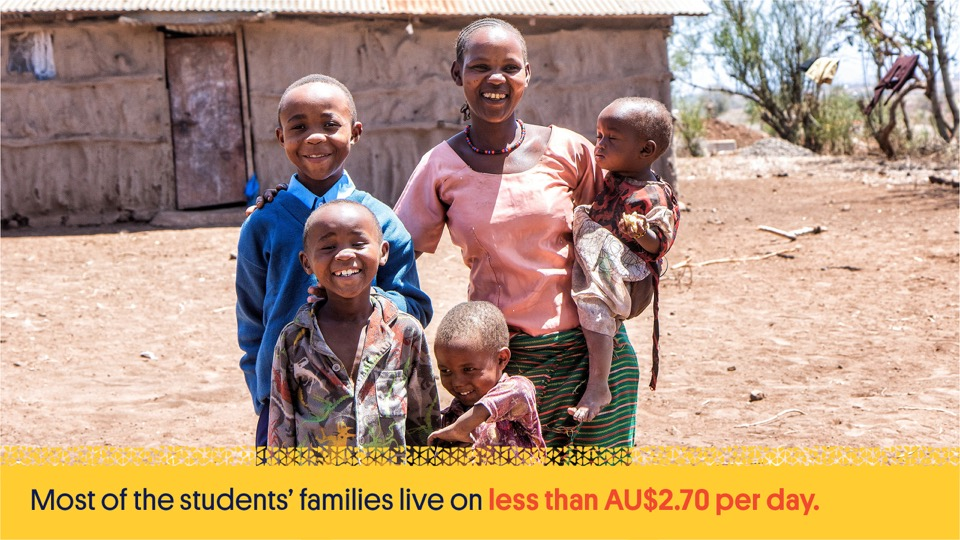 Most of the students’ families live on less than AU$2.70 per day.